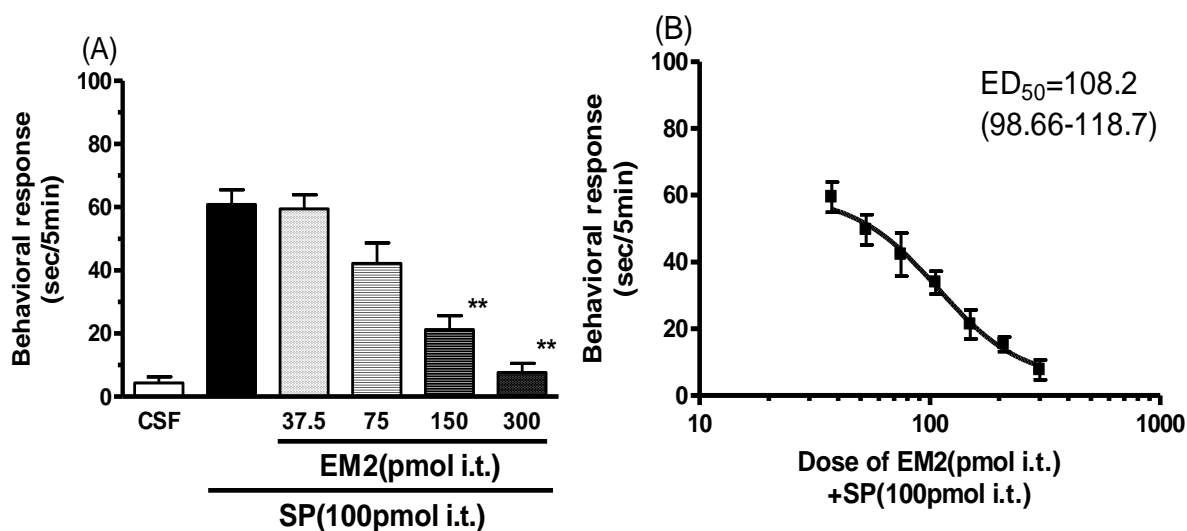 (A)
Behavioral response
(sec/5min)
100
80
60
40
20
0
**
**
CSF
37.5
75
150
300
EM2(pmol i.t.)
SP(100pmol i.t.)
(B)
Behavioral response
(sec/5min)
100
80
60
40
20
0
ED50=108.2
(98.66-118.7)
10
100
1000
Dose of EM2(pmol i.t.)
+SP(100pmol i.t.)